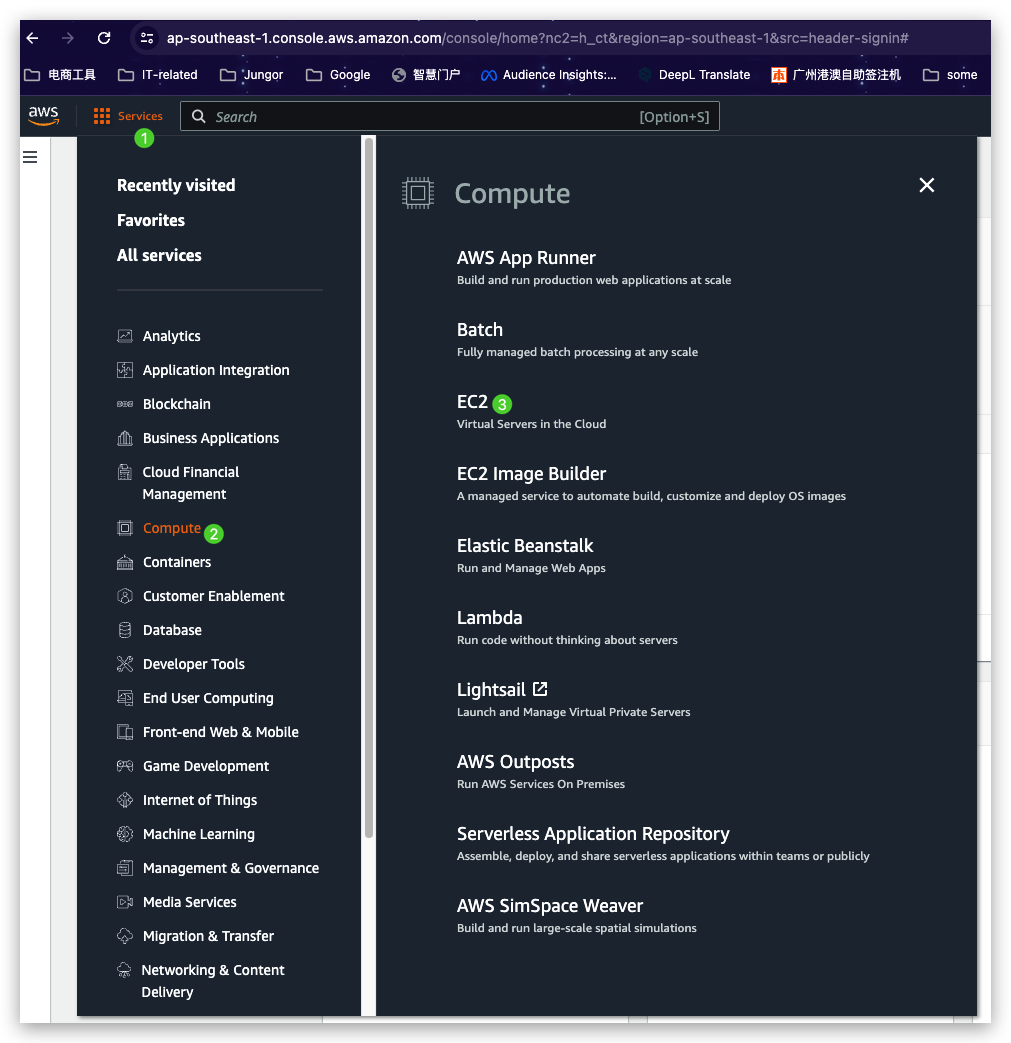 ap-southeast-1.console.aws.amazon.com/console/home?nc2=h_ct&region=ap-southeast-1&src=header-signin#
电商工具 IT-related Jungor Google 智慧门户 Audience Insights:... DeepL Translate 广州港澳自助签注机 some
aws Services Search [Option+S]
1
Recently visited
Favorites
All services
Analytics
Application Integration
Blockchain
Business Applications
Cloud Financial
Management
Compute 2
Containers
Customer Enablement
Database
Developer Tools
End User Computing
Front-end Web & Mobile
Game Development
Internet of Things
Machine Learning
Management & Governance
Media Services
Migration & Transfer
Networking & Content
Delivery
Compute
AWS App Runner
Build and run production web applications at scale
Batch
Fully managed batch processing at any scale
EC2 3
Virtual Servers in the Cloud
EC2 Image Builder
A managed service to automate build, customize and deploy OS images
Elastic Beanstalk
Run and Manage Web Apps
Lambda
Run code without thinking about servers
Lightsail
Launch and Manage Virtual Private Servers
AWS Outposts
Run AWS Services On Premises
Serverless Application Repository
Assemble, deploy, and share serverless applications within teams or publicly
AWS SimSpace Weaver
Build and run large-scale spatial simulations